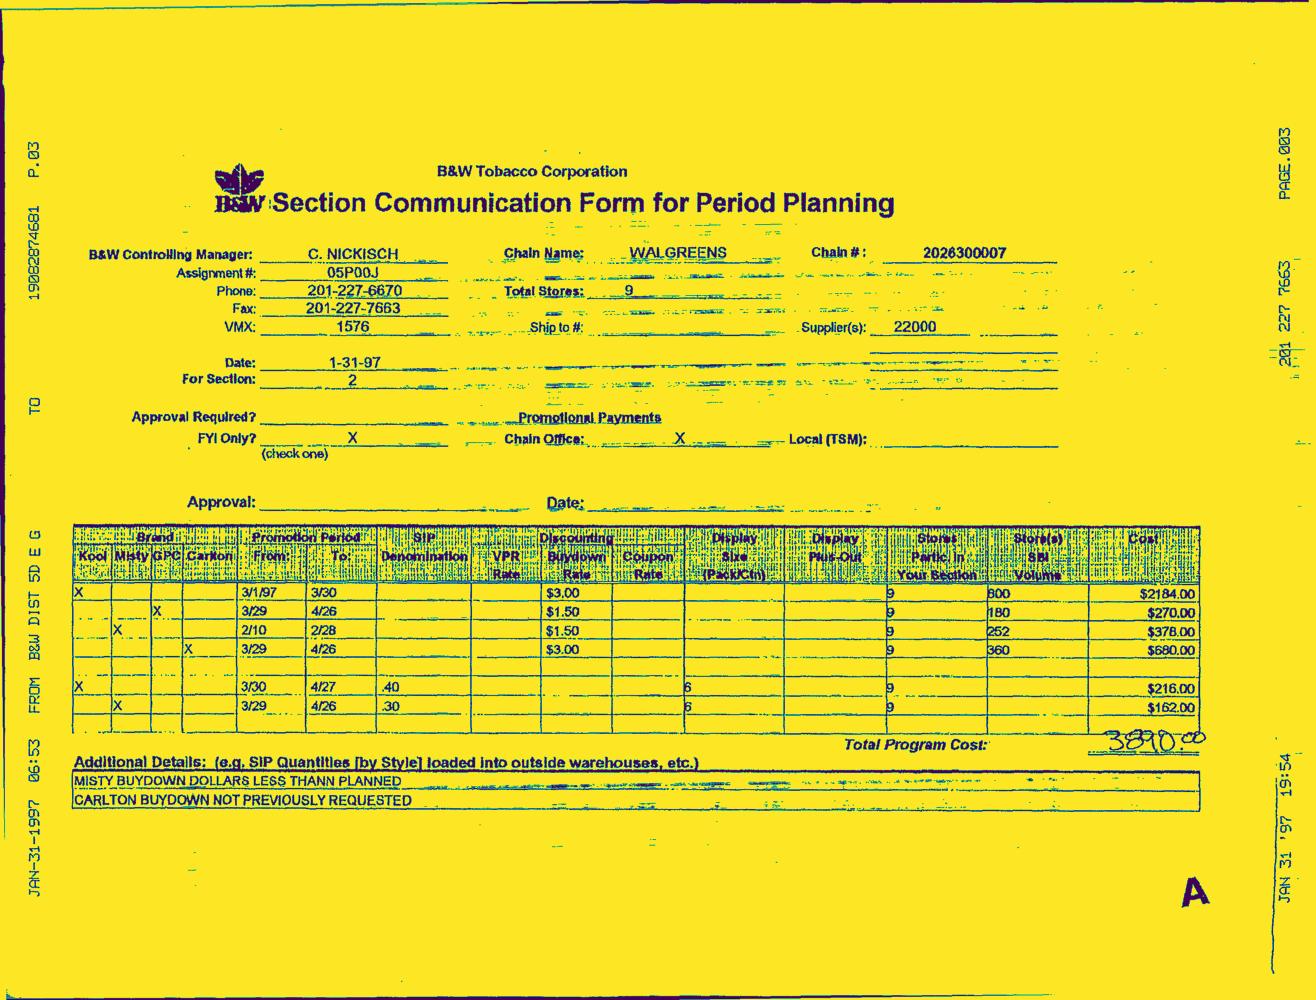 B&W Tobacco Corporation
B&W Section Communication Form for Period Planning
B&W Controlling Manager: C. NICKISCH Chain Name: WALGREENS Chain #: 2026300007
Assignment#: 05P00J
Phone: 201-227-6670 Total Stores: 9
Fax: 201-227-7663
VMX: 1576 Ship to #: Supplier(s): 22000
Date: 1-31-97
For Section: 2
Approval Required? Promotional Payments
FYI Only? X Chain Office: X Local (TSM):
(check one)
Approval: Date:
Brand Promotion Period SIP Discounting Display Display Stores Store(s) Cost
Kool Misty GPC Carlton From: To: Denomination VPR Buydown Coupon Size Plus-Out Partic. In SBI
Rate Rate Rate (Pack/Ctn) Your Section Volume
X 3/1/97 3/30 $3.00 9 800 $2184.00
X 3/29 4/26 $1.50 9 180 $270.00
X 2/10 2/28 $1.50 9 252 $378.00
X 3/29 4/26 $3.00 9 360 $680.00
X 3/30 4/27 .40 6 9 $216.00
X 3/29 4/26 .30 6 9 $162.00
Total Program Cost: 3890.00
Additional Details: (e.g. SIP Quantities [by Style] loaded into outside warehouses, etc.)
MISTY BUYDOWN DOLLARS LESS THANN PLANNED
CARLTON BUYDOWN NOT PREVIOUSLY REQUESTED
A
JAN-31-1997 06:53 FROM B&W DIST 5D E G TO 19082874681 P.03
JAN 31 '97 19:54 201 227 7663 PAGE.003